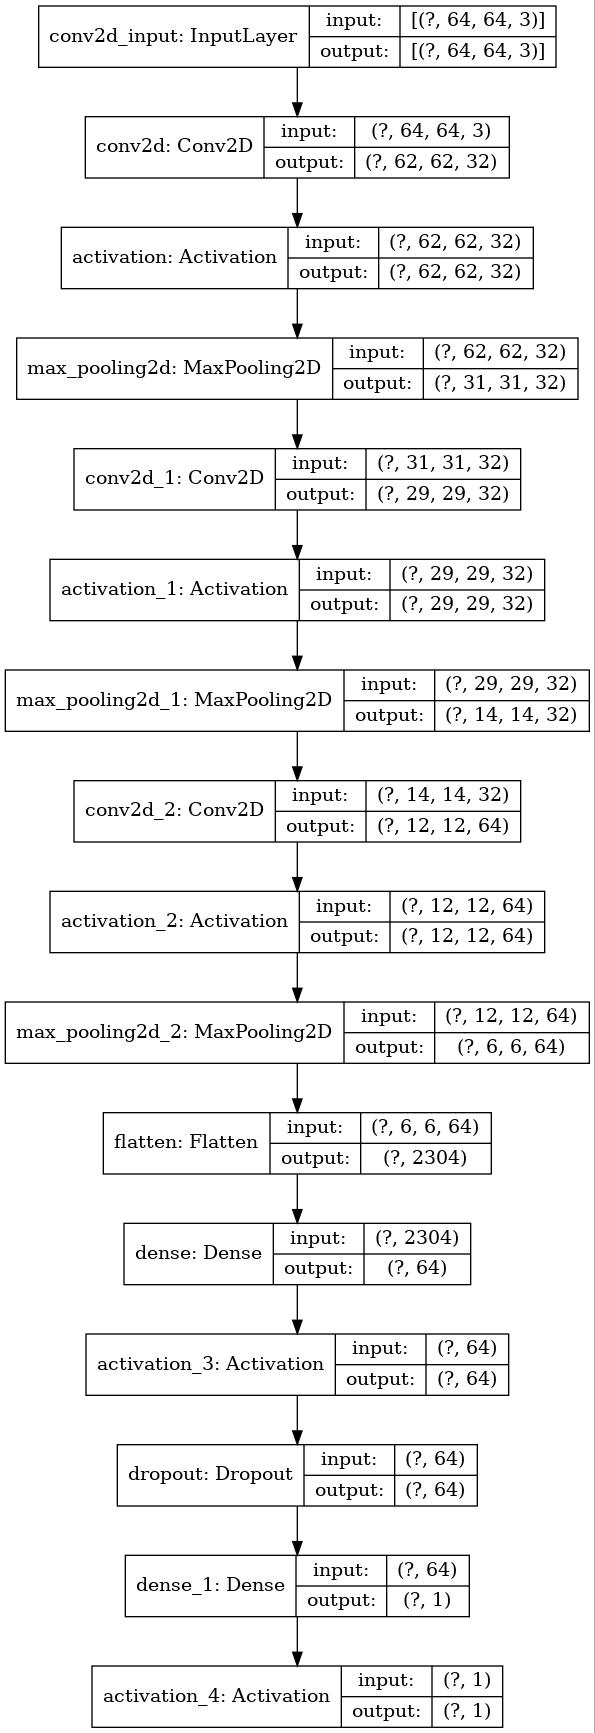 conv2d_input: InputLayer
input:
[(?, 64, 64, 3)]
output:
[(?, 64, 64, 3)]
conv2d: Conv2D
input:
(?, 64, 64, 3)
output:
(?, 62, 62, 32)
activation: Activation
input:
(?, 62, 62, 32)
output:
(?, 62, 62, 32)
max_pooling2d: MaxPooling2D
input:
(?, 62, 62, 32)
output:
(?, 31, 31, 32)
conv2d_1: Conv2D
input:
(?, 31, 31, 32)
output:
(?, 29, 29, 32)
activation_1: Activation
input:
(?, 29, 29, 32)
output:
(?, 29, 29, 32)
max_pooling2d_1: MaxPooling2D
input:
(?, 29, 29, 32)
output:
(?, 14, 14, 32)
conv2d_2: Conv2D
input:
(?, 14, 14, 32)
output:
(?, 12, 12, 64)
activation_2: Activation
input:
(?, 12, 12, 64)
output:
(?, 12, 12, 64)
max_pooling2d_2: MaxPooling2D
input:
(?, 12, 12, 64)
output:
(?, 6, 6, 64)
flatten: Flatten
input:
(?, 6, 6, 64)
output:
(?, 2304)
dense: Dense
input:
(?, 2304)
output:
(?, 64)
activation_3: Activation
input:
(?, 64)
output:
(?, 64)
dropout: Dropout
input:
(?, 64)
output:
(?, 64)
dense_1: Dense
input:
(?, 64)
output:
(?, 1)
activation_4: Activation
input:
(?, 1)
output:
(?, 1)